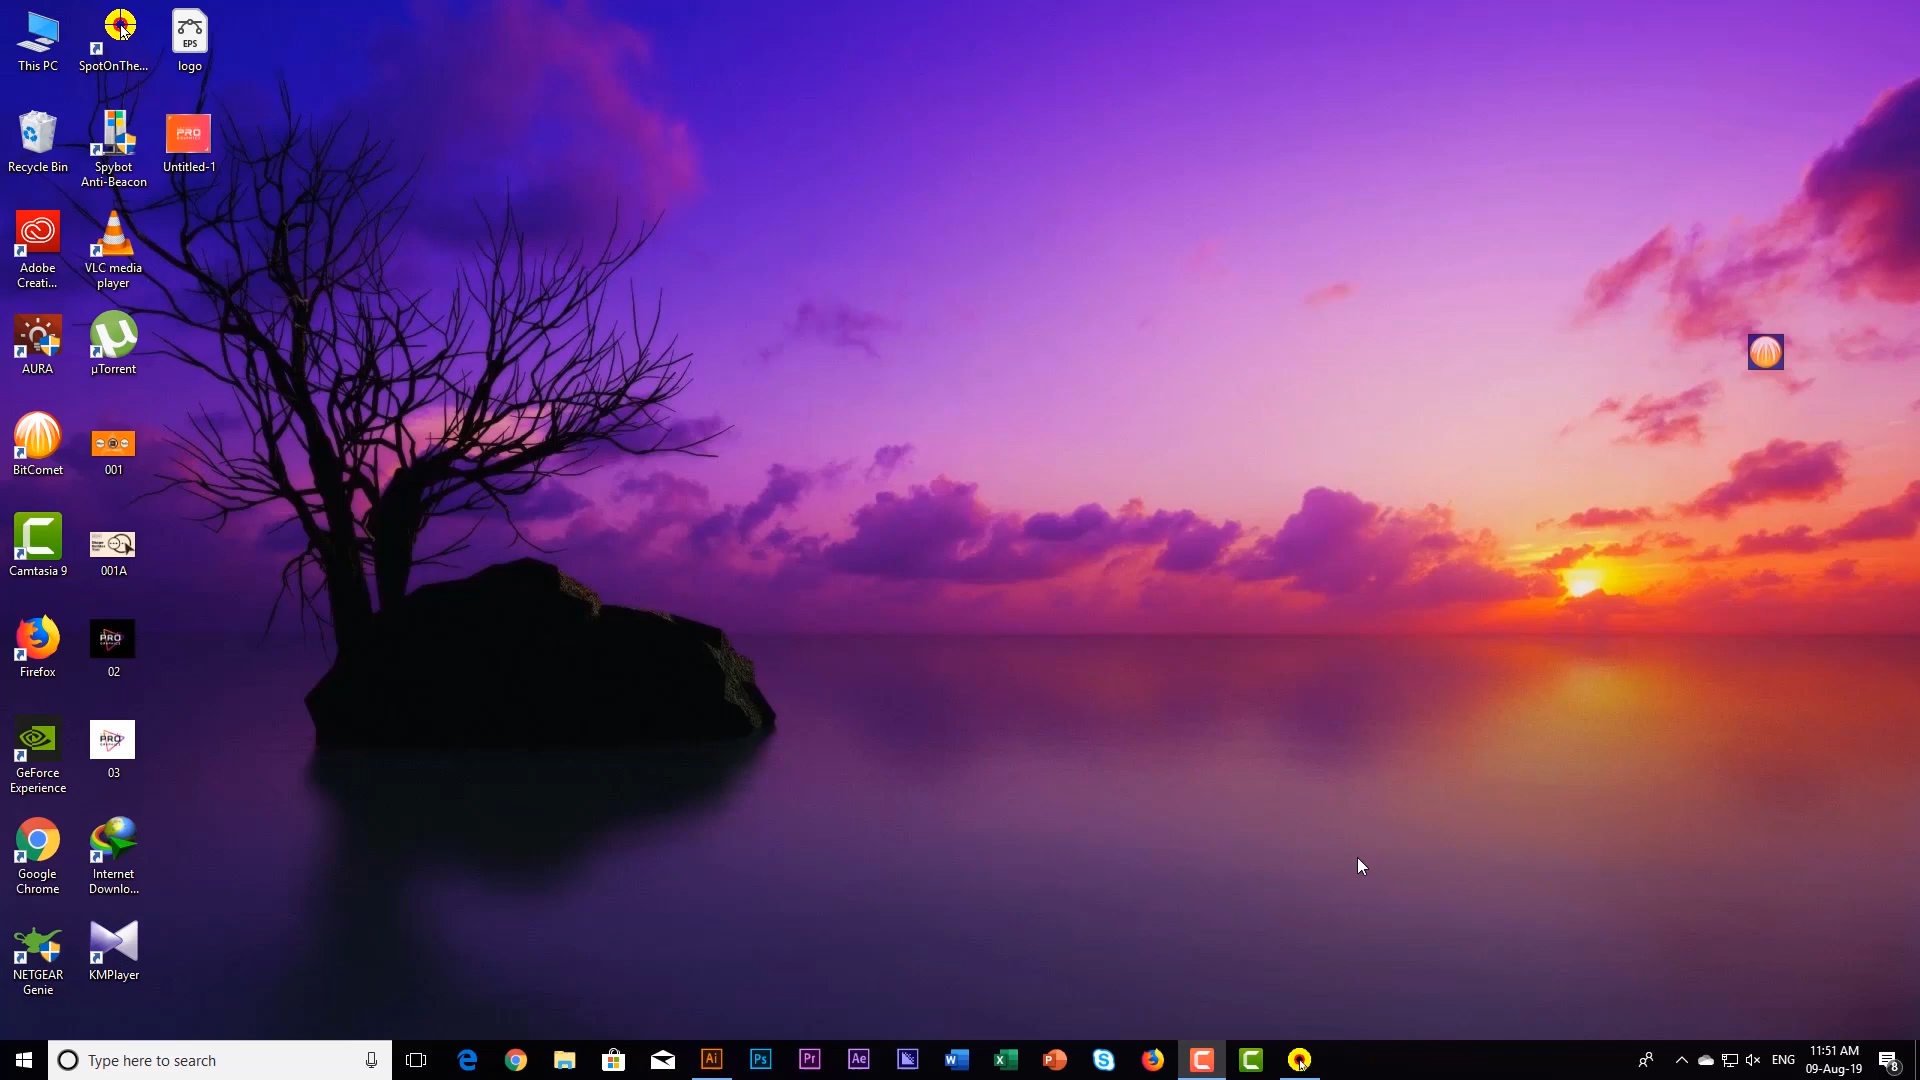 This PC
SpotOnThe...
EPS
logo
Recycle Bin
Spybot
Anti-Beacon
PRO
Untitled-1
Adobe
Creati...
VLC media
player
AURA
µTorrent
BitComet
001
Camtasia 9
001A
Firefox
PRO
02
GeForce
Experience
PRO
03
Google
Chrome
Internet
Downlo...
NETGEAR
Genie
KMPlayer
Type here to search
Ai
Ps
Pr
Ae
ENG
11:51 AM
09-Aug-19
8